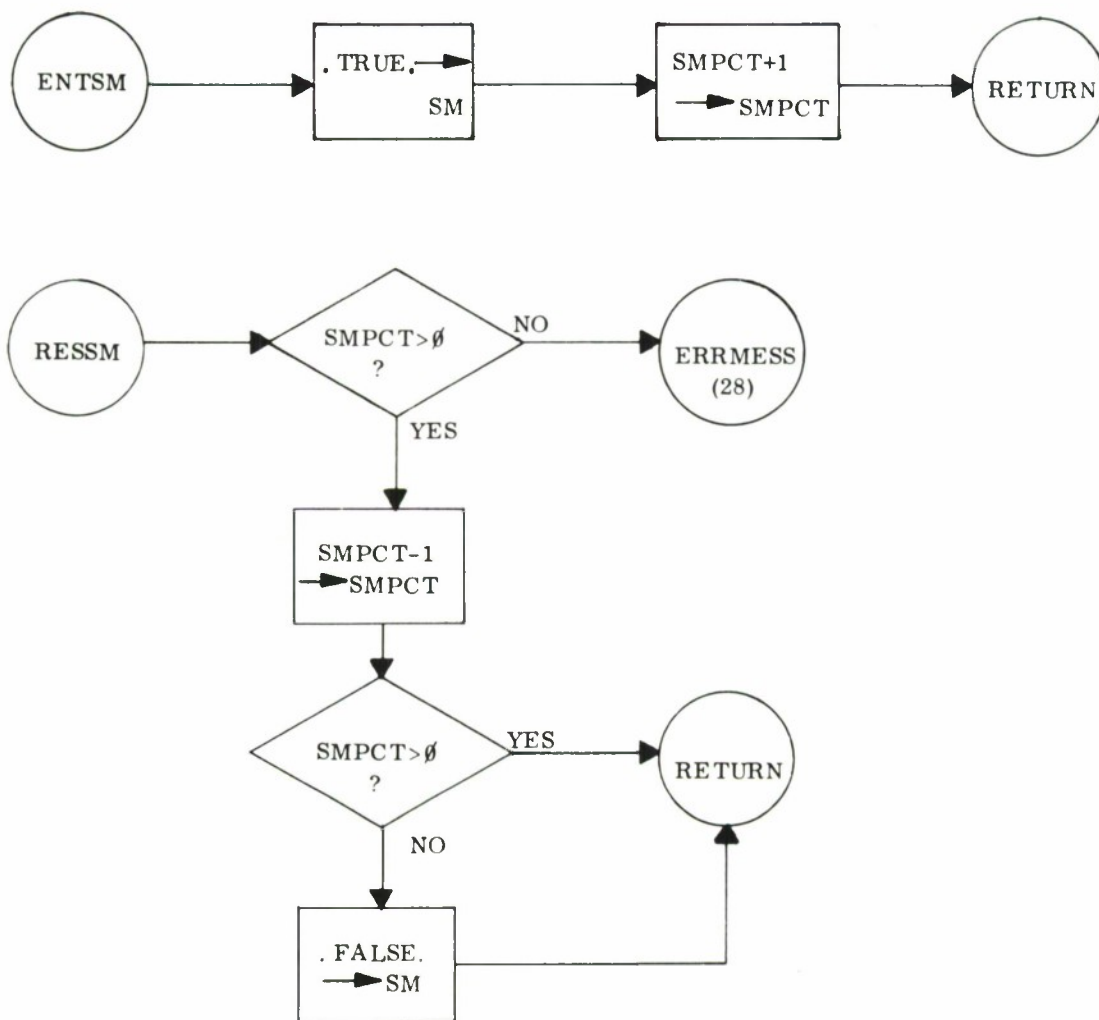 ENTSM
. TRUE.
SM
SMPCT+1
SMPCT
RETURN
RESSM
SMPCT>Ø
?
NO
ERRMESS
(28)
YES
SMPCT-1
SMPCT
SMPCT>Ø
?
YES
RETURN
NO
. FALSE.
SM